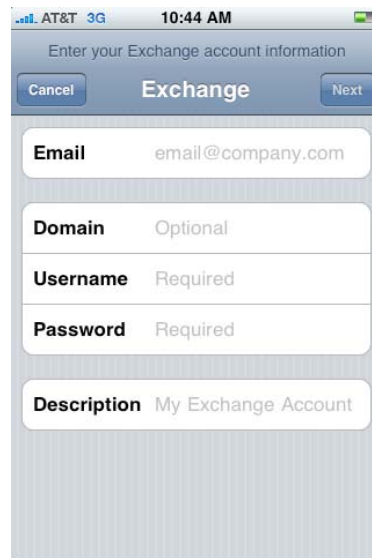 AT&T 3G 10:44 AM
Enter your Exchange account information
Cancel Exchange Next
Email email@company.com
Domain Optional
Username Required
Password Required
Description My Exchange Account